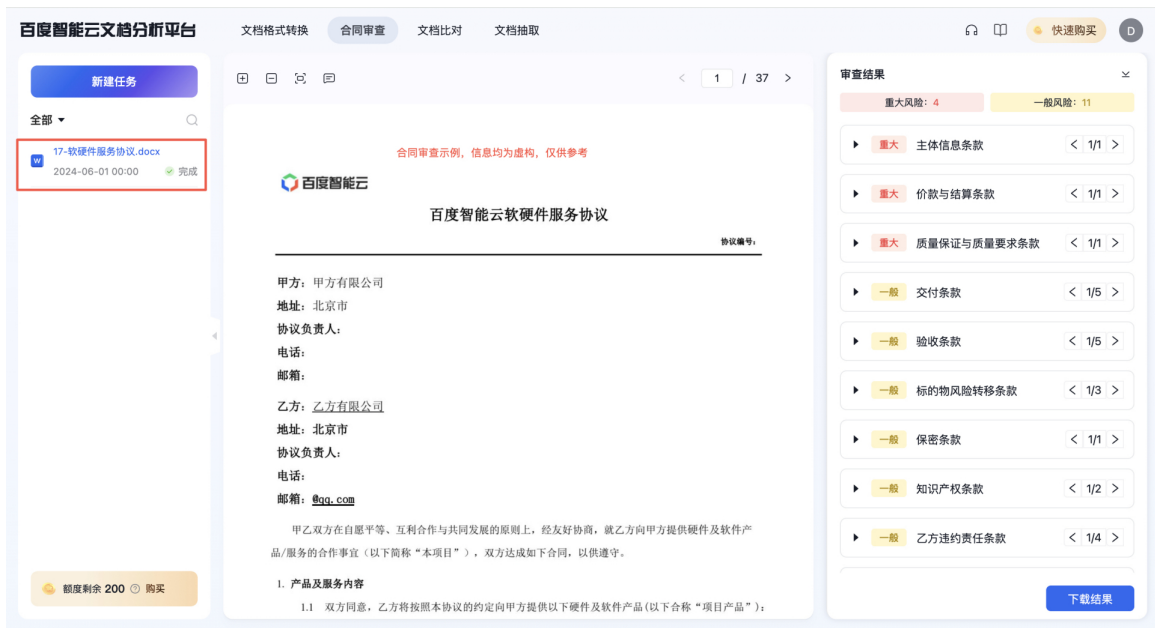 百度智能云文档分析平台 文档格式转换 合同审查 文档比对 文档抽取 快速购买 D
新建任务
全部
17-软硬件服务协议.docx
2024-06-01 00:00 完成
额度剩余 200 购买
1 / 37
合同审查示例，信息均为虚构，仅供参考
百度智能云
百度智能云软硬件服务协议
协议编号：
甲方：甲方有限公司
地址：北京市
协议负责人：
电话：
邮箱：
乙方：乙方有限公司
地址：北京市
协议负责人：
电话：
邮箱：@qq.com
甲乙双方在自愿平等、互利合作与共同发展的原则上，经友好协商，就乙方向甲方提供硬件及软件产
品/服务的合作事宜（以下简称“本项目”），双方达成如下合同，以供遵守。
1. 产品及服务内容
1.1 双方同意，乙方将按照本协议的约定向甲方提供以下硬件及软件产品(以下合称“项目产品”)：
审查结果
重大风险：4 一般风险：11
重大 主体信息条款 1/1
重大 价款与结算条款 1/1
重大 质量保证与质量要求条款 1/1
一般 交付条款 1/5
一般 验收条款 1/5
一般 标的物风险转移条款 1/3
一般 保密条款 1/1
一般 知识产权条款 1/2
一般 乙方违约责任条款 1/4
下载结果